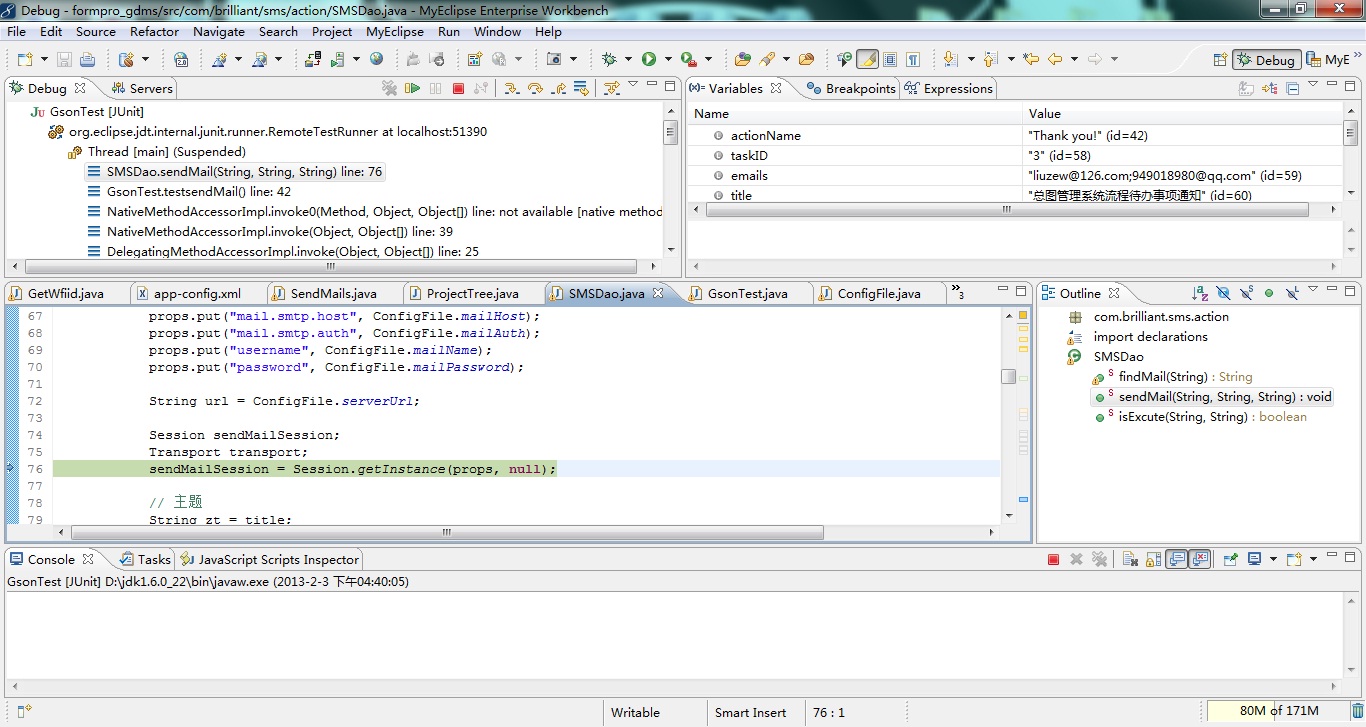 Debug - formpro_gdms/src/com/brilliant/sms/action/SMSDao.java - MyEclipse Enterprise Workbench
File Edit Source Refactor Navigate Search Project MyEclipse Run Window Help
Debug MyE
Debug Servers
GsonTest [JUnit]
org.eclipse.jdt.internal.junit.runner.RemoteTestRunner at localhost:51390
Thread [main] (Suspended)
SMSDao.sendMail(String, String, String) line: 76
GsonTest.testsendMail() line: 42
NativeMethodAccessorImpl.invoke0(Method, Object, Object[]) line: not available [native method
NativeMethodAccessorImpl.invoke(Object, Object[]) line: 39
DelegatingMethodAccessorImpl.invoke(Object, Object[]) line: 25
(x)= Variables Breakpoints Expressions
Name Value
actionName "Thank you!" (id=42)
taskID "3" (id=58)
emails "liuzew@126.com;949018980@qq.com" (id=59)
title "总图管理系统流程待办事项通知" (id=60)
GetWfiid.java app-config.xml SendMails.java ProjectTree.java SMSDao.java GsonTest.java ConfigFile.java »3
67 props.put("mail.smtp.host", ConfigFile.mailHost);
68 props.put("mail.smtp.auth", ConfigFile.mailAuth);
69 props.put("username", ConfigFile.mailName);
70 props.put("password", ConfigFile.mailPassword);
71
72 String url = ConfigFile.serverUrl;
73
74 Session sendMailSession;
75 Transport transport;
76 sendMailSession = Session.getInstance(props, null);
77
78 // 主题
79 String zt = title;
Outline
com.brilliant.sms.action
import declarations
SMSDao
findMail(String) : String
sendMail(String, String, String) : void
isExcute(String, String) : boolean
Console Tasks JavaScript Scripts Inspector
GsonTest [JUnit] D:\jdk1.6.0_22\bin\javaw.exe (2013-2-3 下午04:40:05)
Writable Smart Insert 76 : 1 80M of 171M